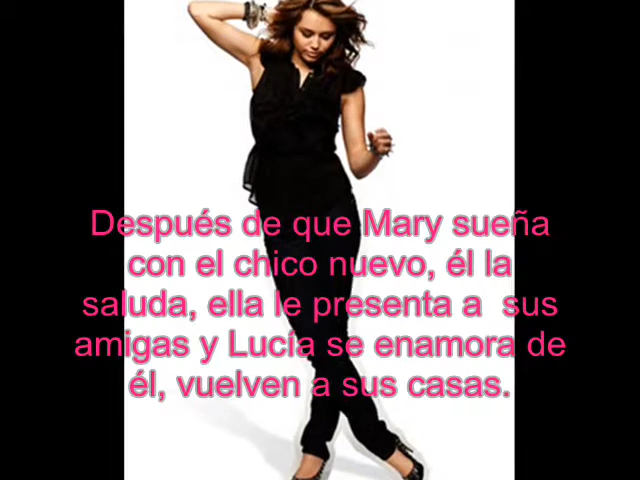 Después de que Mary sueña
con el chico nuevo, él la
saluda, ella le presenta a  sus
amigas y Lucía se enamora de
él, vuelven a sus casas.